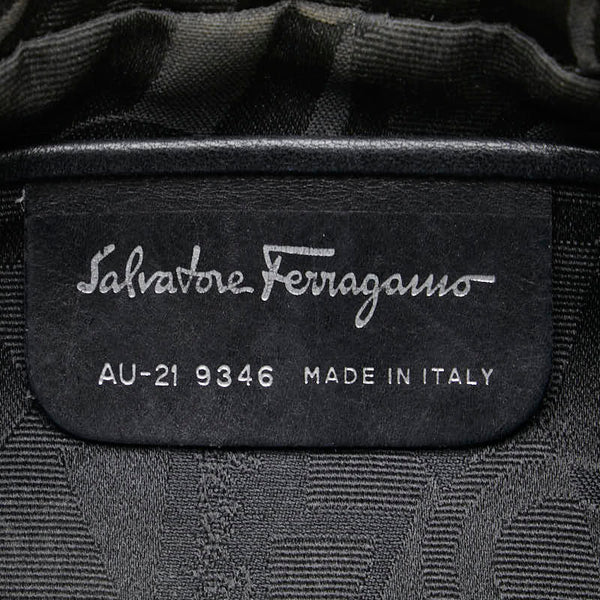 Salvatore Ferragamo
AU-21 9346 MADE IN ITALY